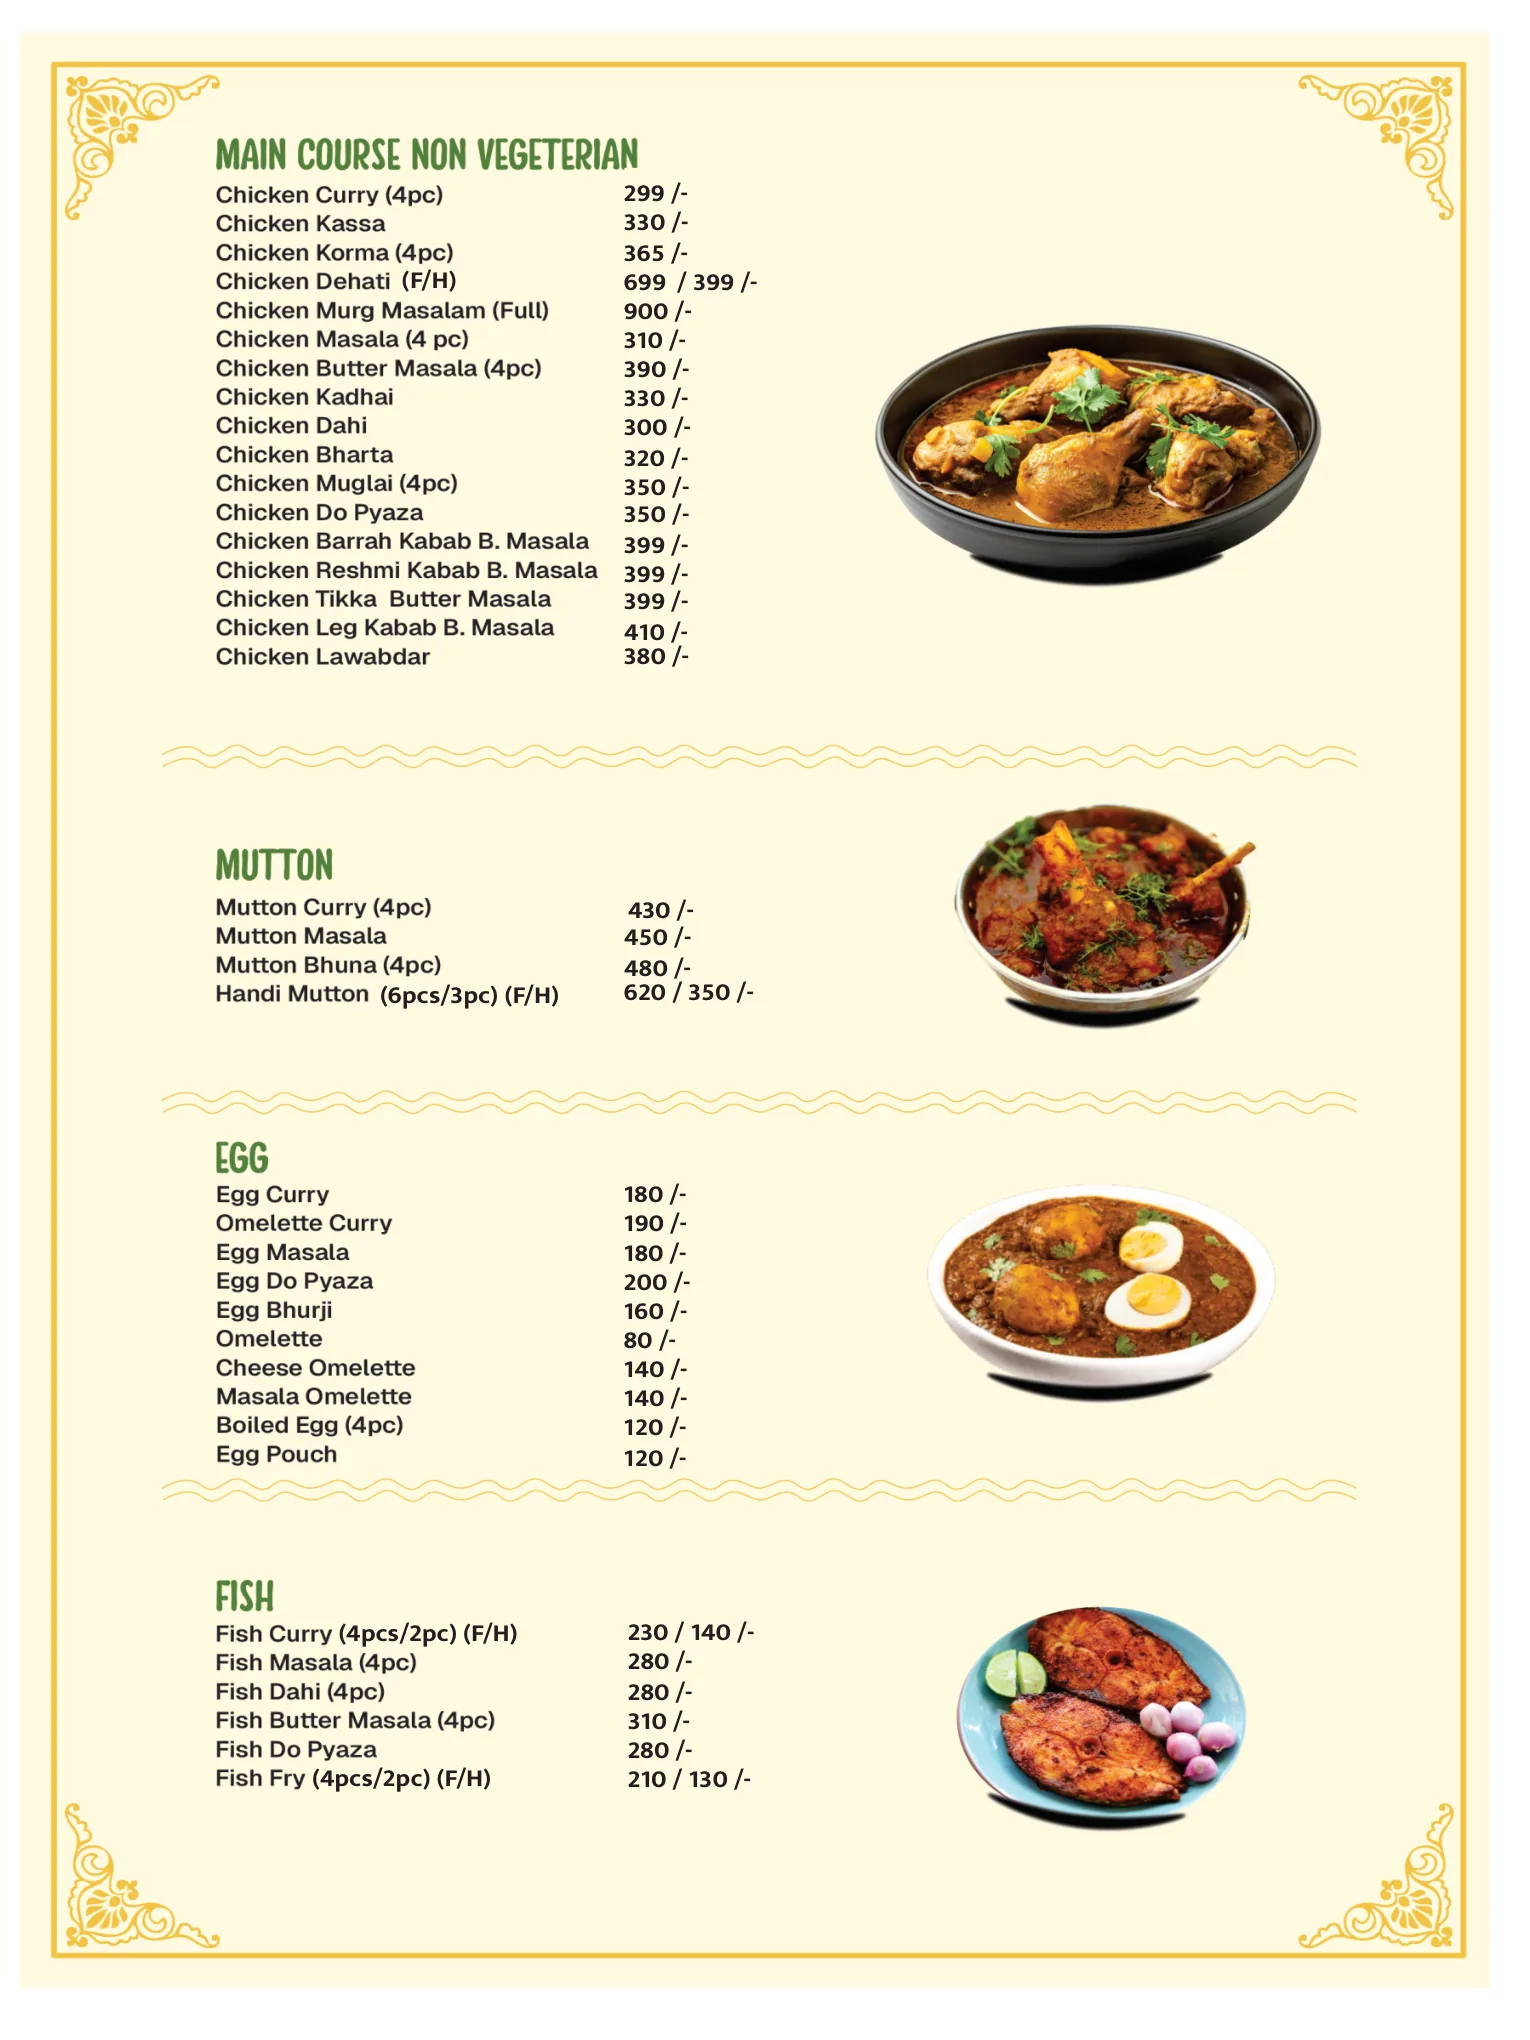 MAIN COURSE NON VEGETERIAN
Chicken Curry (4pc) 299 /-
Chicken Kassa 330 /-
Chicken Korma (4pc) 365 /-
Chicken Dehati (F/H) 699 / 399 /-
Chicken Murg Masalam (Full) 900 /-
Chicken Masala (4 pc) 310 /-
Chicken Butter Masala (4pc) 390 /-
Chicken Kadhai 330 /-
Chicken Dahi 300 /-
Chicken Bharta 320 /-
Chicken Muglai (4pc) 350 /-
Chicken Do Pyaza 350 /-
Chicken Barrah Kabab B. Masala 399 /-
Chicken Reshmi Kabab B. Masala 399 /-
Chicken Tikka Butter Masala 399 /-
Chicken Leg Kabab B. Masala 410 /-
Chicken Lawabdar 380 /-
MUTTON
Mutton Curry (4pc) 430 /-
Mutton Masala 450 /-
Mutton Bhuna (4pc) 480 /-
Handi Mutton (6pcs/3pc) (F/H) 620 / 350 /-
EGG
Egg Curry 180 /-
Omelette Curry 190 /-
Egg Masala 180 /-
Egg Do Pyaza 200 /-
Egg Bhurji 160 /-
Omelette 80 /-
Cheese Omelette 140 /-
Masala Omelette 140 /-
Boiled Egg (4pc) 120 /-
Egg Pouch 120 /-
FISH
Fish Curry (4pcs/2pc) (F/H) 230 / 140 /-
Fish Masala (4pc) 280 /-
Fish Dahi (4pc) 280 /-
Fish Butter Masala (4pc) 310 /-
Fish Do Pyaza 280 /-
Fish Fry (4pcs/2pc) (F/H) 210 / 130 /-